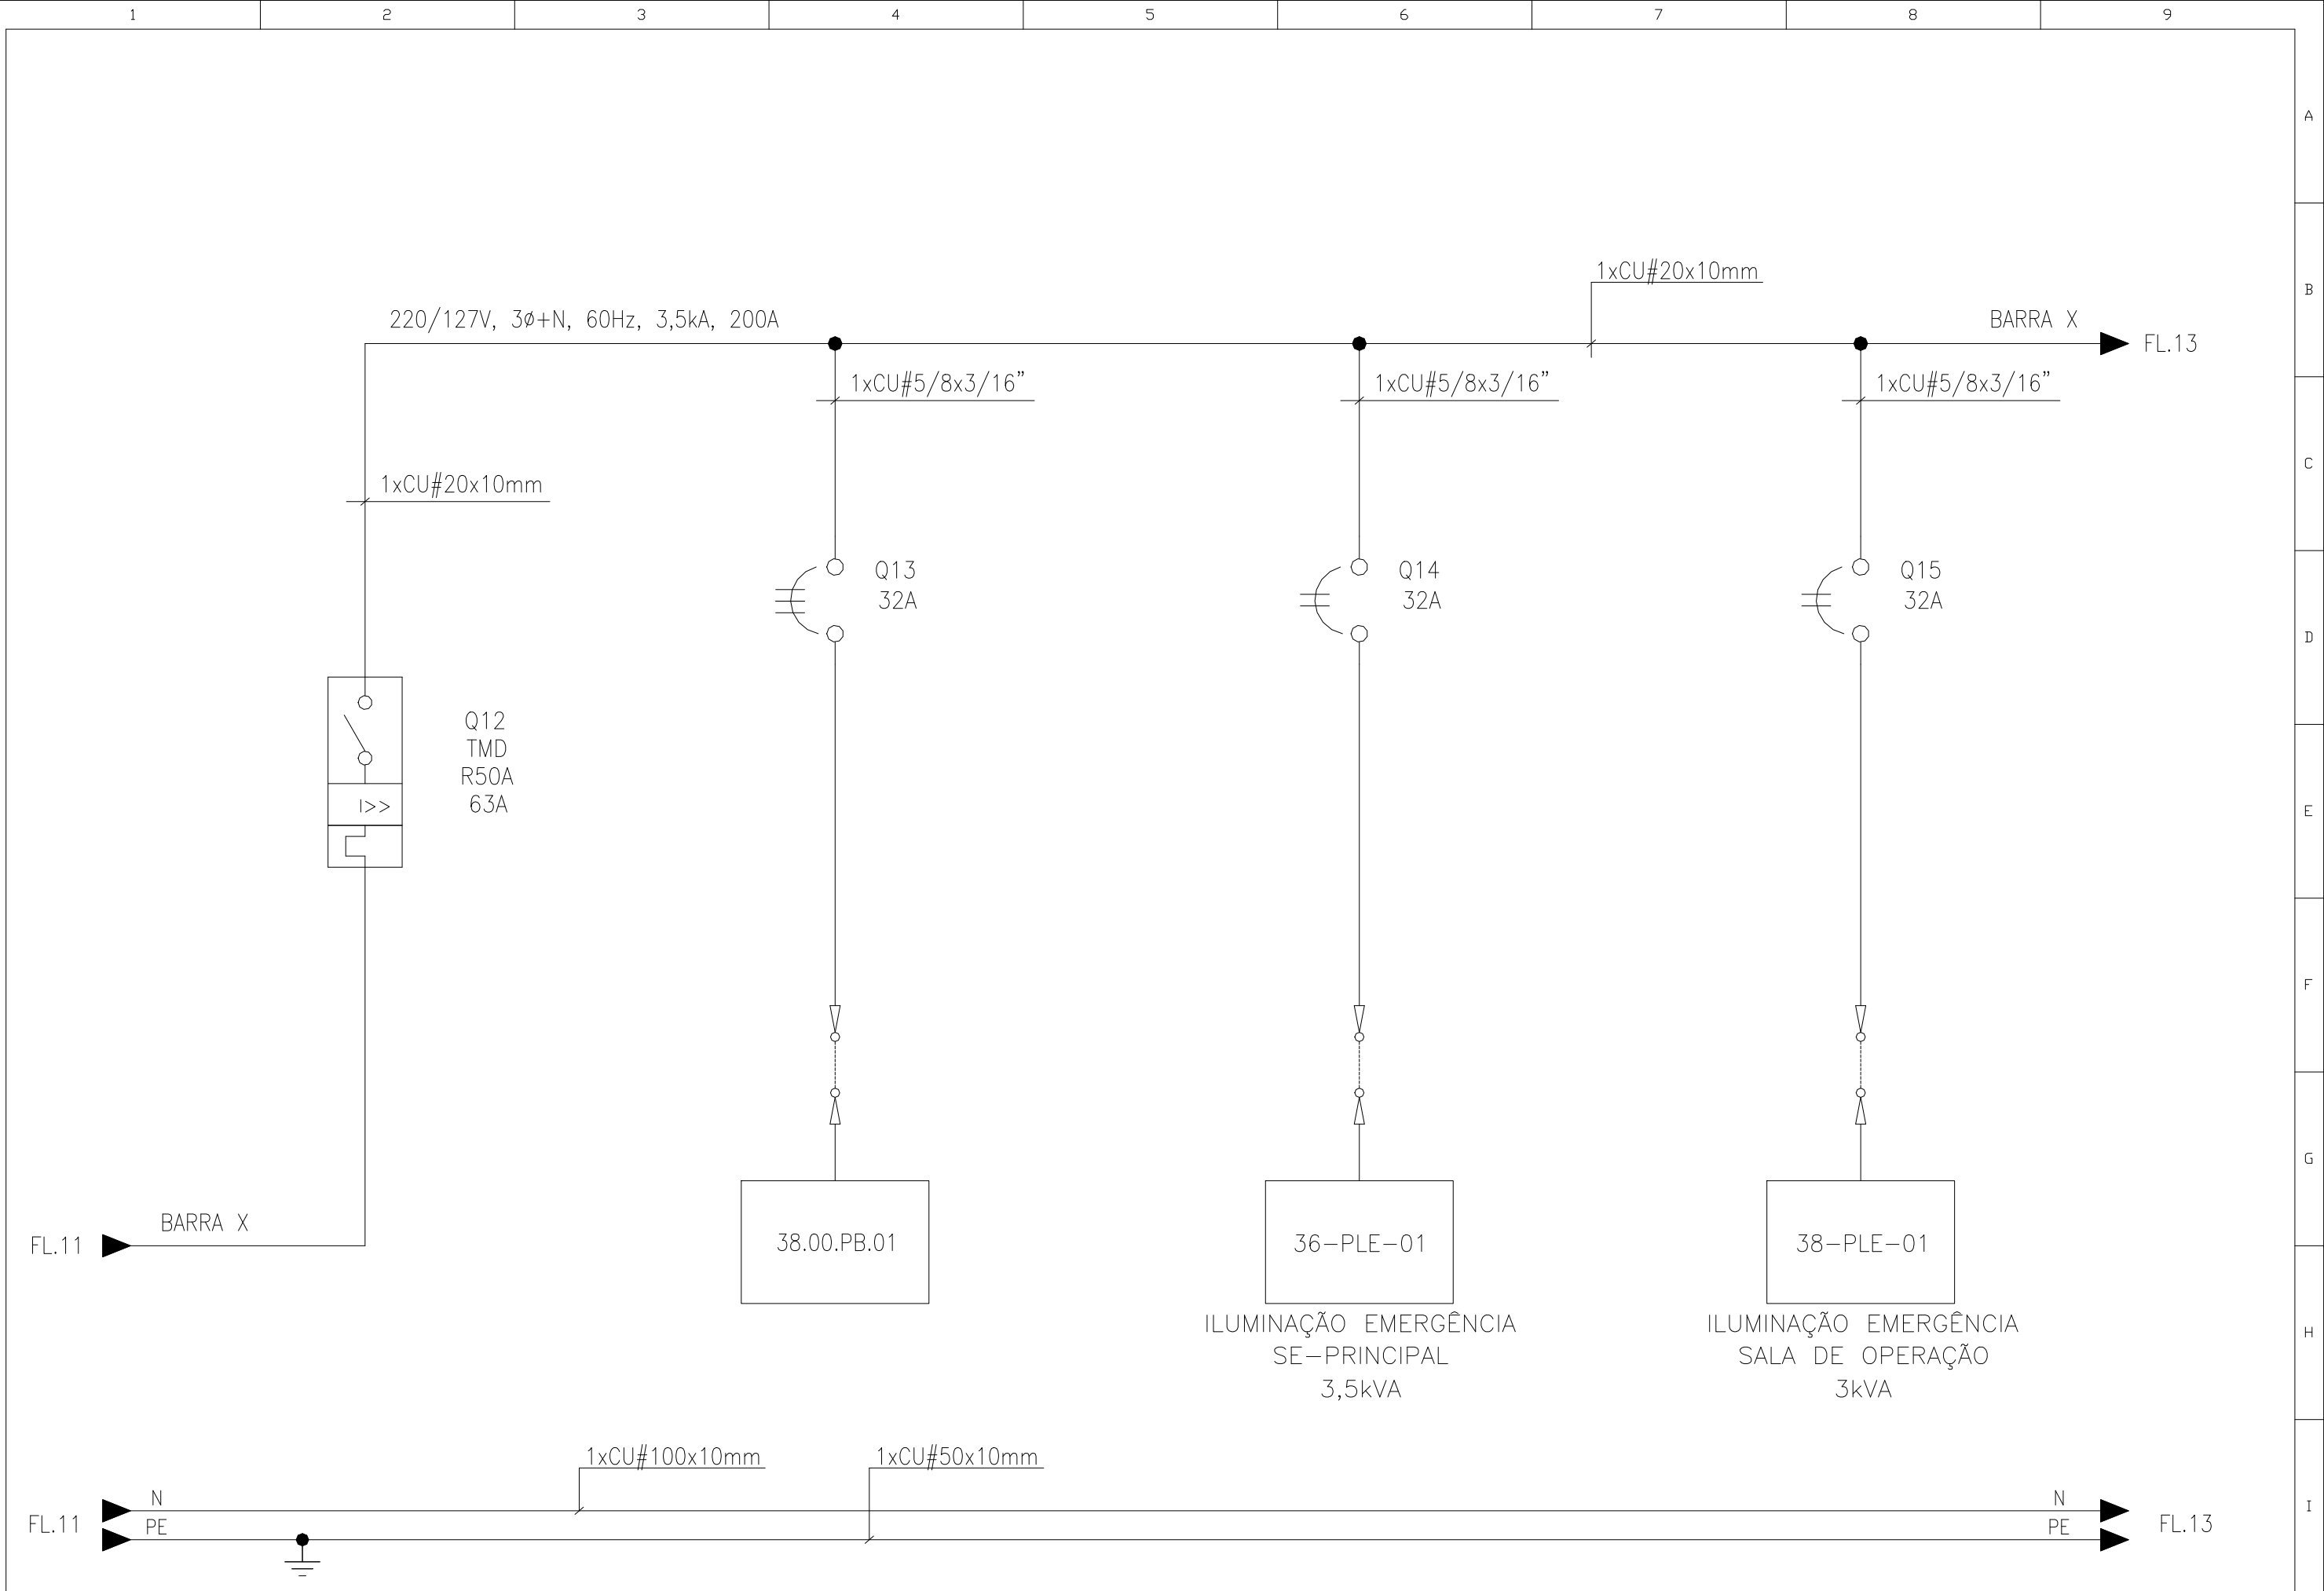 1 2 3 4 5 6 7 8 9
A
B
C
D
E
F
G
H
I
1xCU#20x10mm
220/127V, 3ø+N, 60Hz, 3,5kA, 200A
BARRA X
FL.13
1xCU#5/8x3/16”
1xCU#5/8x3/16”
1xCU#5/8x3/16”
1xCU#20x10mm
Q13
32A
Q14
32A
Q15
32A
Q12
TMD
R50A
63A
I>>
BARRA X
FL.11
38.00.PB.01
36-PLE-01
38-PLE-01
ILUMINAÇÃO EMERGÊNCIA
SE-PRINCIPAL
3,5kVA
ILUMINAÇÃO EMERGÊNCIA
SALA DE OPERAÇÃO
3kVA
1xCU#100x10mm
1xCU#50x10mm
FL.11
N
PE
N
PE
FL.13